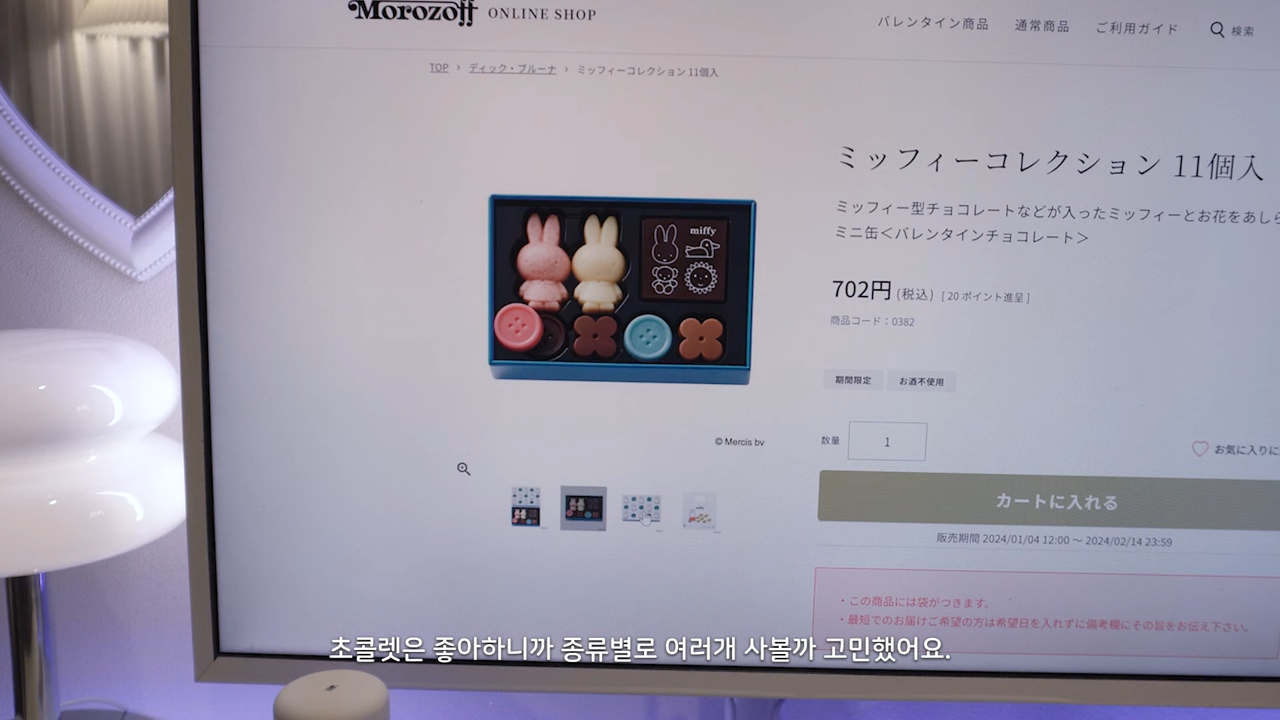 Morozoff ONLINE SHOP
バレンタイン商品 通常商品 ご利用ガイド 検索
TOP › ディック・ブルーナ › ミッフィーコレクション 11個入
ミッフィーコレクション 11個入
ミッフィー型チョコレートなどが入ったミッフィーとお花をあしら
ミニ缶<バレンタインチョコレート>
miffy
702円 (税込) [ 20 ポイント進呈 ]
商品コード:0382
期間限定 お酒不使用
数量 1
お気に入りに
© Mercis bv
カートに入れる
販売期間 2024/01/04 12:00 〜 2024/02/14 23:59
・この商品には袋がつきます。
・最短でのお届けご希望の方は希望日を入れずに備考欄にその旨をお伝え下さい。
초콜렛은 좋아하니까 종류별로 여러개 사볼까 고민했어요.